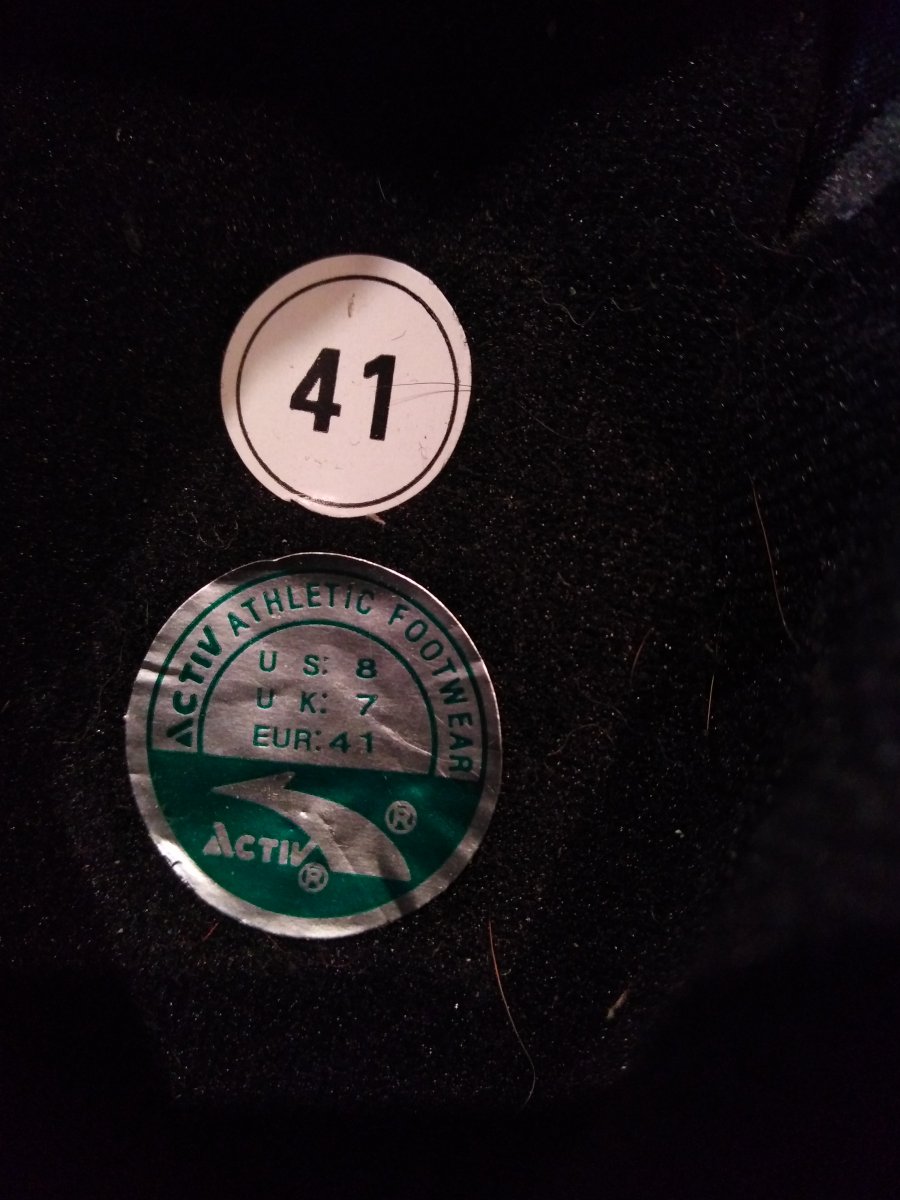 41
ACTIV ATHLETIC FOOTWEAR
U S: 8
U K: 7
EUR: 41
®
ACTIV®